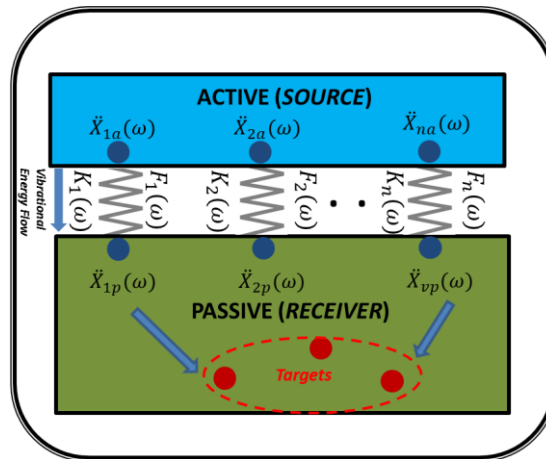 ACTIVE (SOURCE)
Ẍ₁ₐ(ω) Ẍ₂ₐ(ω) Ẍₙₐ(ω)
Vibrational
Energy Flow
K₁(ω) F₁(ω) K₂(ω) F₂(ω) · · Kₙ(ω) Fₙ(ω)
Ẍ₁ₚ(ω) Ẍ₂ₚ(ω) Ẍᵥₚ(ω)
PASSIVE (RECEIVER)
Targets